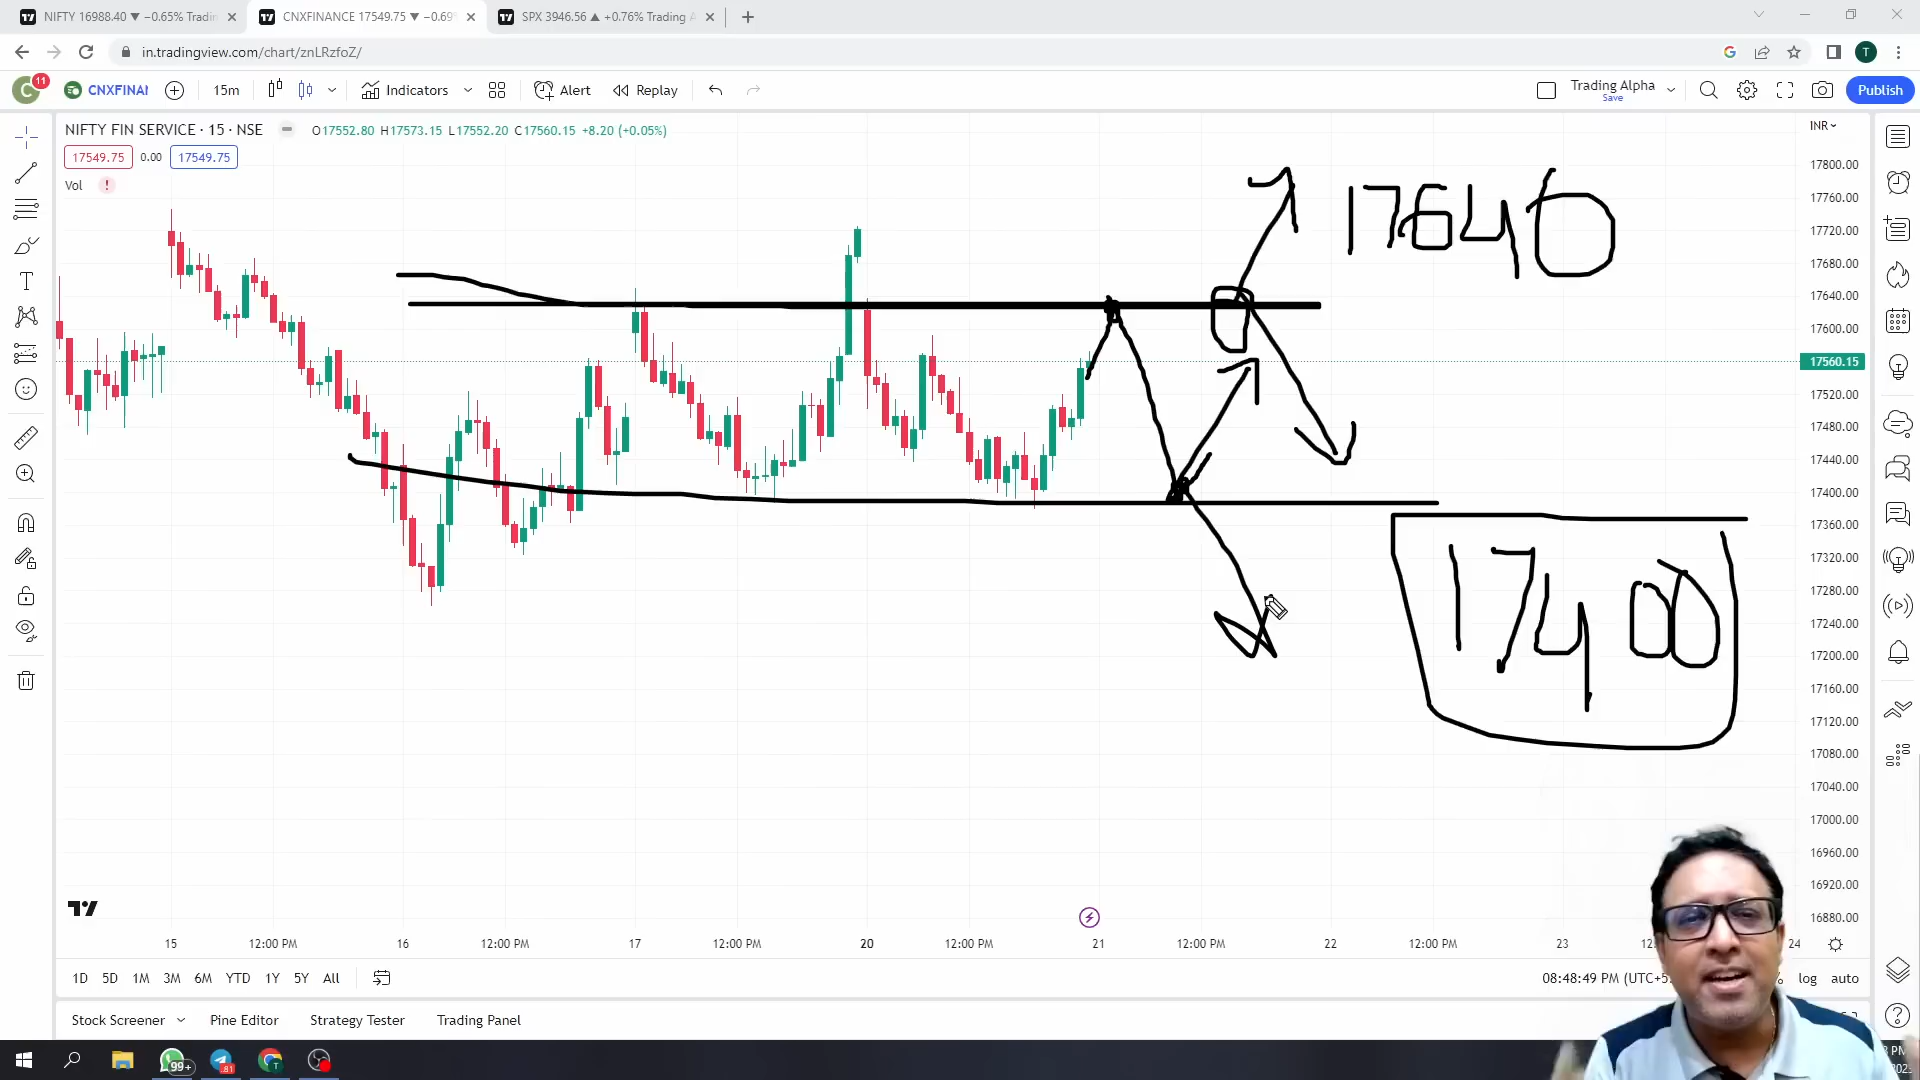 NIFTY 16988.40 ▼ −0.65% Tradin
CNXFINANCE 17549.75 ▼ −0.69%
SPX 3946.56 ▲ +0.76% Trading
in.tradingview.com/chart/znLRzfoZ/
G
T
C
11
CNXFINAN
15m
Indicators
Alert
Replay
Trading Alpha
Save
Publish
NIFTY FIN SERVICE · 15 · NSE
O17552.80 H17573.15 L17552.20 C17560.15 +8.20 (+0.05%)
INR
17549.75 0.00 17549.75
Vol !
17640
17400
17800.00
17760.00
17720.00
17680.00
17640.00
17600.00
17560.15
17520.00
17480.00
17440.00
17400.00
17360.00
17320.00
17280.00
17240.00
17200.00
17160.00
17120.00
17080.00
17040.00
17000.00
16960.00
16920.00
16880.00
15 12:00 PM 16 12:00 PM 17 12:00 PM 20 12:00 PM 21 12:00 PM 22 12:00 PM 23 24
1D 5D 1M 3M 6M YTD 1Y 5Y All
08:48:49 PM (UTC+5 % log auto
Stock Screener Pine Editor Strategy Tester Trading Panel
99+
81
T
PM